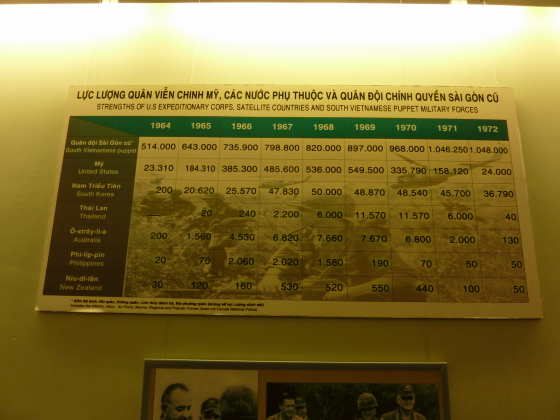 LỰC LƯỢNG QUÂN VIỄN CHINH MỸ, CÁC NƯỚC PHỤ THUỘC VÀ QUÂN ĐỘI CHÍNH QUYỀN SÀI GÒN CŨ
STRENGTHS OF U.S EXPEDITIONARY CORPS, SATELLITE COUNTRIES AND SOUTH VIETNAMESE PUPPET MILITARY FORCES
1964 1965 1966 1967 1968 1969 1970 1971 1972
Quân đội Sài Gòn cũ*
South Vietnamese puppet 514.000 643.000 735.900 798.800 820.000 897.000 968.000 1.046.250 1.048.000
Mỹ
United States 23.310 184.310 385.300 485.600 536.000 549.500 335.790 158.120 24.000
Nam Triều Tiên
South Korea 200 20.620 25.570 47.830 50.000 48.870 48.540 45.700 36.790
Thái Lan
Thailand — 20 240 2.200 6.000 11.570 11.570 6.000 40
Ô-xtrây-li-a
Australia 200 1.560 4.530 6.820 7.660 7.670 6.800 2.000 130
Phi-líp-pin
Philippines 20 70 2.060 2.020 1.580 190 70 50 50
Niu-di-lân
New Zealand 30 120 160 530 520 550 440 100 50